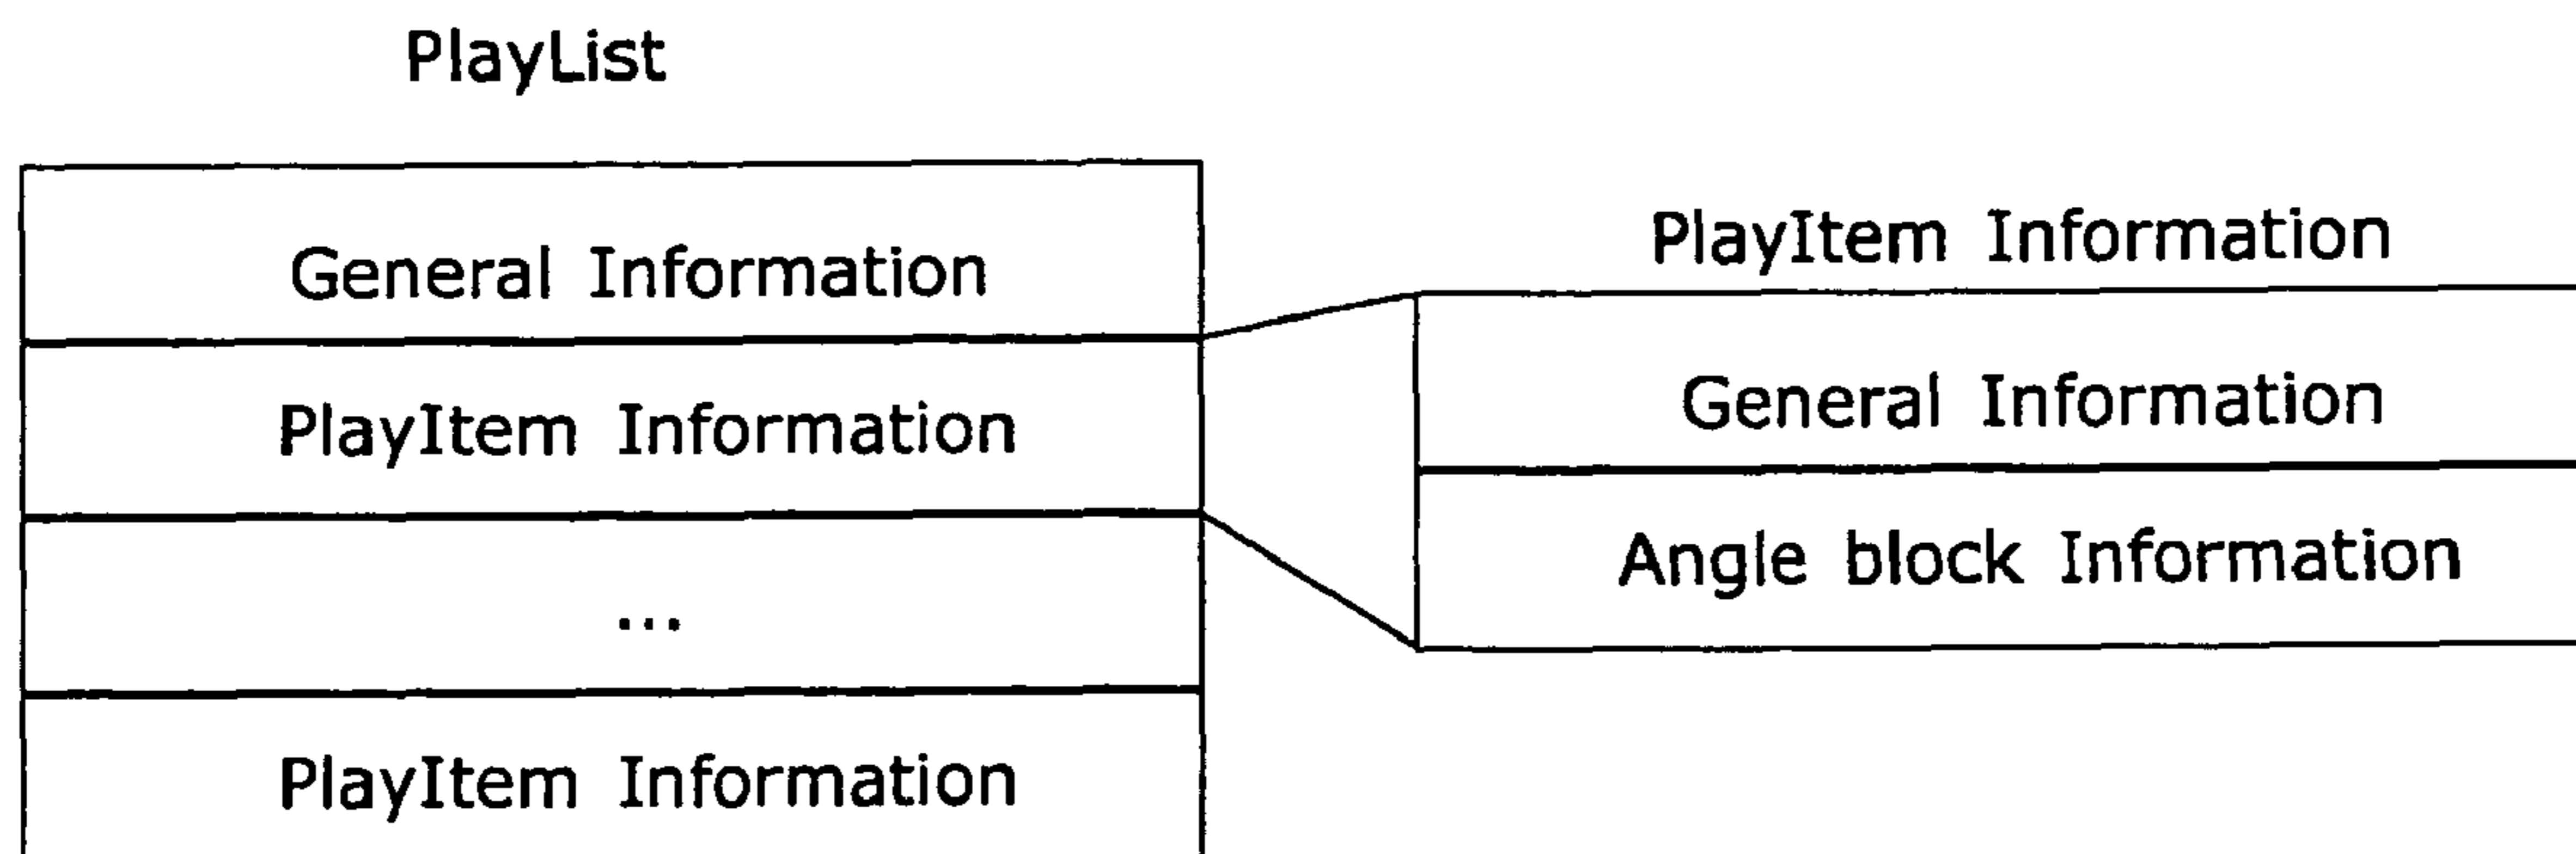 PlayList
General Information
PlayItem Information
...
PlayItem Information
PlayItem Information
General Information
Angle block Information